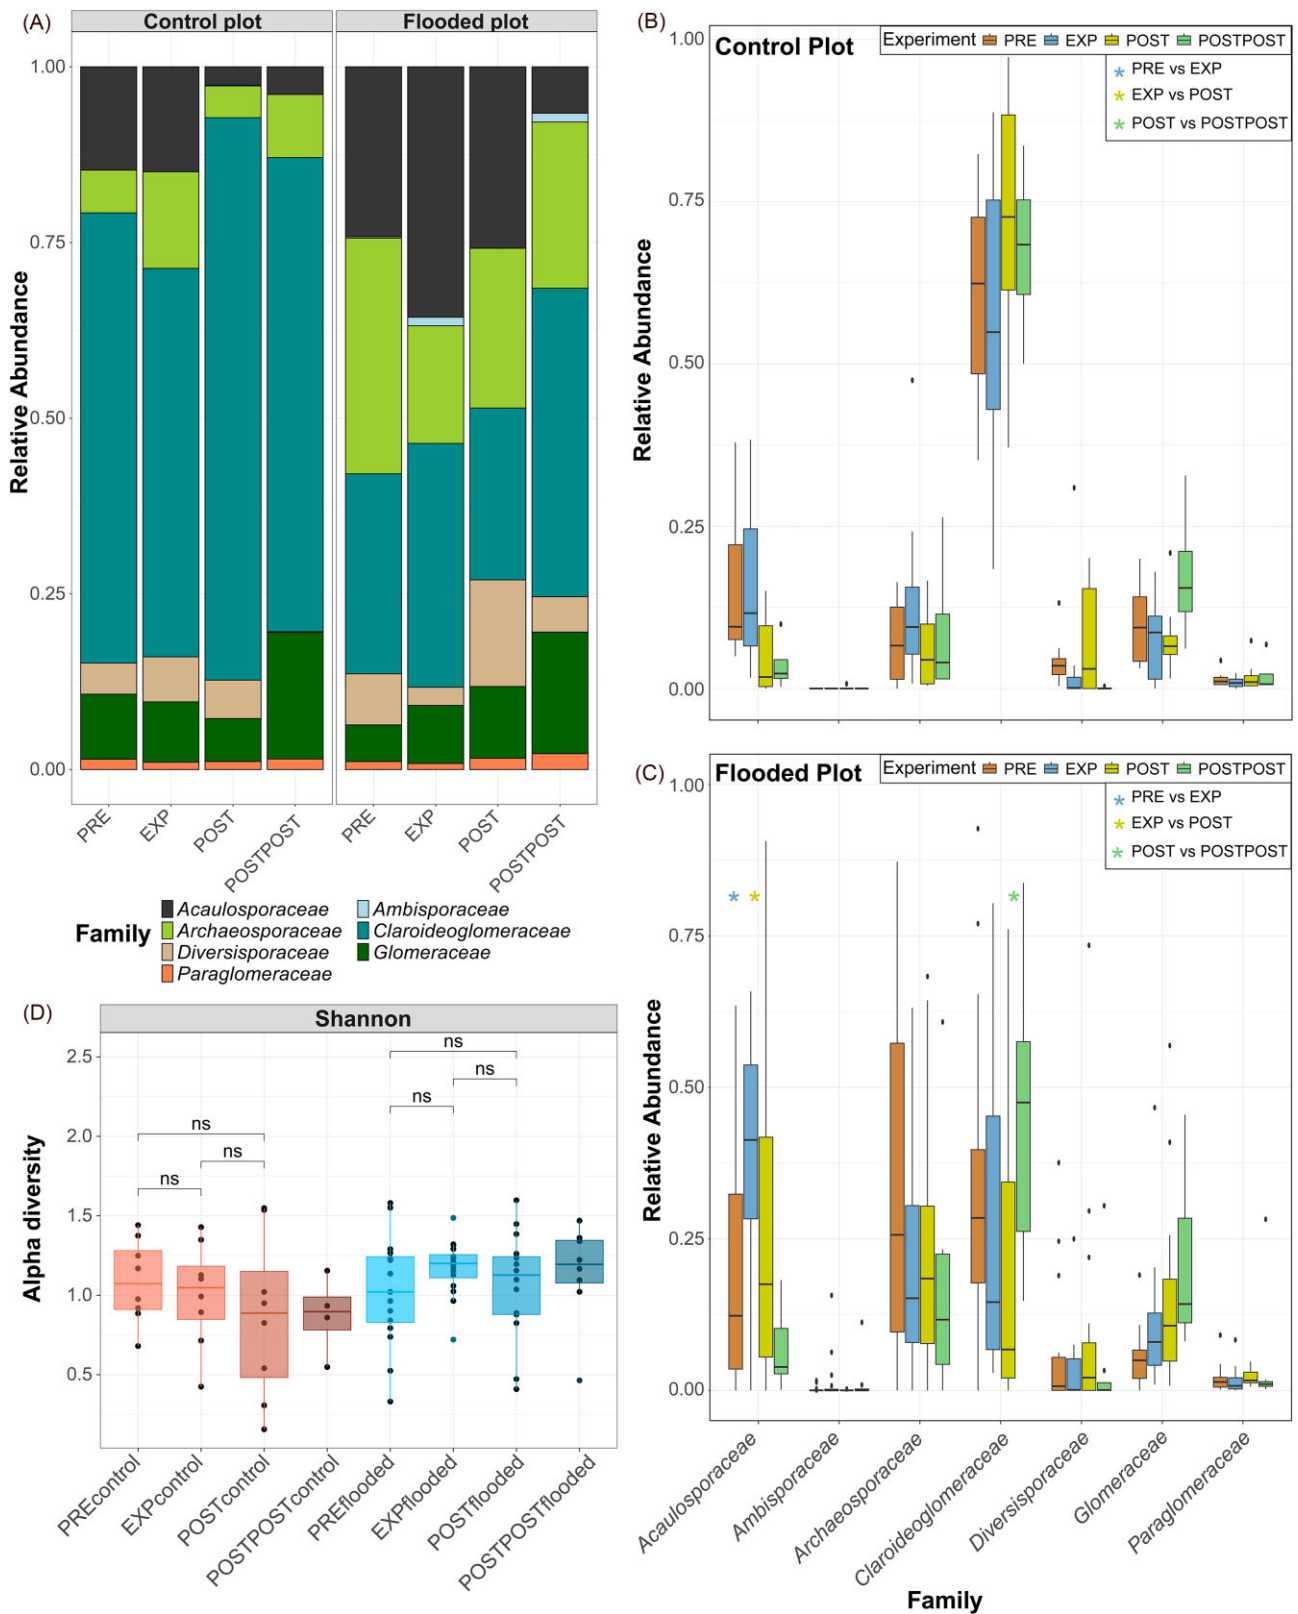 (A)
Control plot
Flooded plot
Relative Abundance
1.00
0.75
0.50
0.25
0.00
PRE
EXP
POST
POSTPOST
PRE
EXP
POST
POSTPOST
Family
Acaulosporaceae
Archaeosporaceae
Diversisporaceae
Paraglomeraceae
Ambisporaceae
Claroideoglomeraceae
Glomeraceae
(B)
Control Plot
Experiment PRE EXP POST POSTPOST
* PRE vs EXP
* EXP vs POST
* POST vs POSTPOST
Relative Abundance
1.00
0.75
0.50
0.25
0.00
(C)
Flooded Plot
Experiment PRE EXP POST POSTPOST
* PRE vs EXP
* EXP vs POST
* POST vs POSTPOST
* * *
Relative Abundance
1.00
0.75
0.50
0.25
0.00
Acaulosporaceae
Ambisporaceae
Archaeosporaceae
Claroideoglomeraceae
Diversisporaceae
Glomeraceae
Paraglomeraceae
Family
(D)
Shannon
Alpha diversity
2.5
2.0
1.5
1.0
0.5
ns
ns
ns
ns
ns
ns
PREcontrol
EXPcontrol
POSTcontrol
POSTPOSTcontrol
PREflooded
EXPflooded
POSTflooded
POSTPOSTflooded